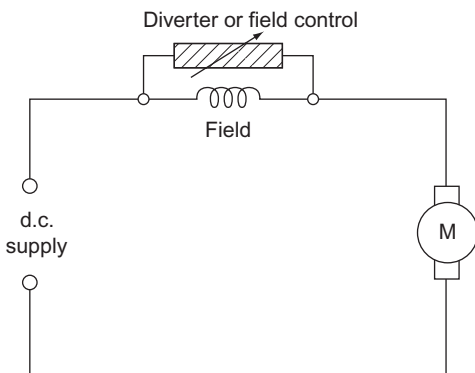 Diverter or field control
Field
d.c.
supply
M